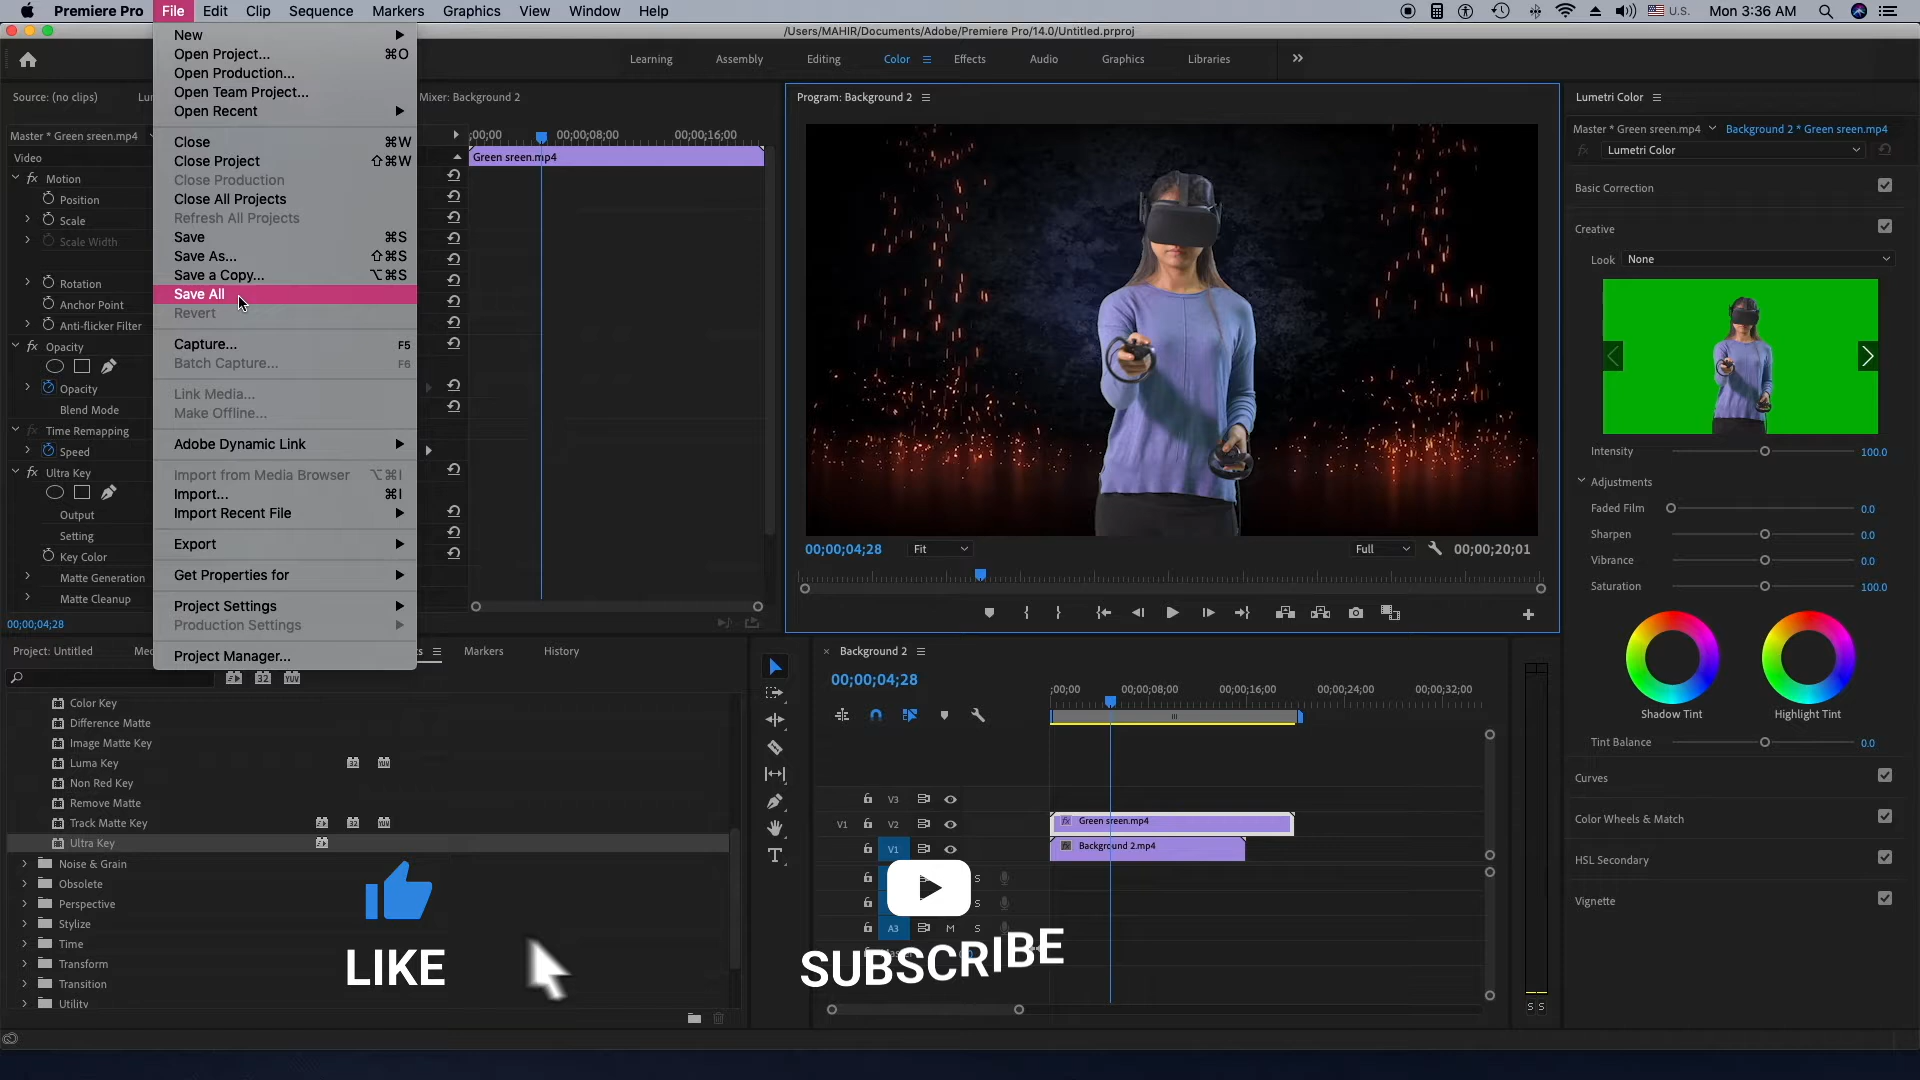 Premiere Pro File Edit Clip Sequence Markers Graphics View Window Help U.S. Mon 3:36 AM
/Users/MAHIR/Documents/Adobe/Premiere Pro/14.0/Untitled.prproj
Learning Assembly Editing Color Effects Audio Graphics Libraries
New
Open Project... ⌘O
Open Production...
Open Team Project...
Open Recent
Close ⌘W
Close Project ⇧⌘W
Close Production
Close All Projects
Refresh All Projects
Save ⌘S
Save As... ⇧⌘S
Save a Copy... ⌥⌘S
Save All
Revert
Capture... F5
Batch Capture... F6
Link Media...
Make Offline...
Adobe Dynamic Link
Import from Media Browser ⌥⌘I
Import... ⌘I
Import Recent File
Export
Get Properties for
Project Settings
Production Settings
Project Manager...
Source: (no clips)
Mixer: Background 2
Master * Green sreen.mp4
Video
Motion
Position
Scale
Scale Width
Rotation
Anchor Point
Anti-flicker Filter
Opacity
Opacity
Blend Mode
Time Remapping
Speed
Ultra Key
Output
Setting
Key Color
Matte Generation
Matte Cleanup
00;00;04;28
;00;00 00;00;08;00 00;00;16;00
Green sreen.mp4
Program: Background 2
00;00;04;28 Fit Full 00;00;20;01
Lumetri Color
Master * Green sreen.mp4 Background 2 * Green sreen.mp4
fx Lumetri Color
Basic Correction
Creative
Look None
Intensity 100.0
Adjustments
Faded Film 0.0
Sharpen 0.0
Vibrance 0.0
Saturation 100.0
Shadow Tint Highlight Tint
Tint Balance 0.0
Curves
Color Wheels & Match
HSL Secondary
Vignette
Project: Untitled
Markers History
Color Key
Difference Matte
Image Matte Key
Luma Key
Non Red Key
Remove Matte
Track Matte Key
Ultra Key
Noise & Grain
Obsolete
Perspective
Stylize
Time
Transform
Transition
Utility
Background 2
00;00;04;28
;00;00 00;00;08;00 00;00;16;00 00;00;24;00 00;00;32;00
V3
V1 V2 Green sreen.mp4
V1 Background 2.mp4
S
S
A3 M S
S S
LIKE
SUBSCRIBE